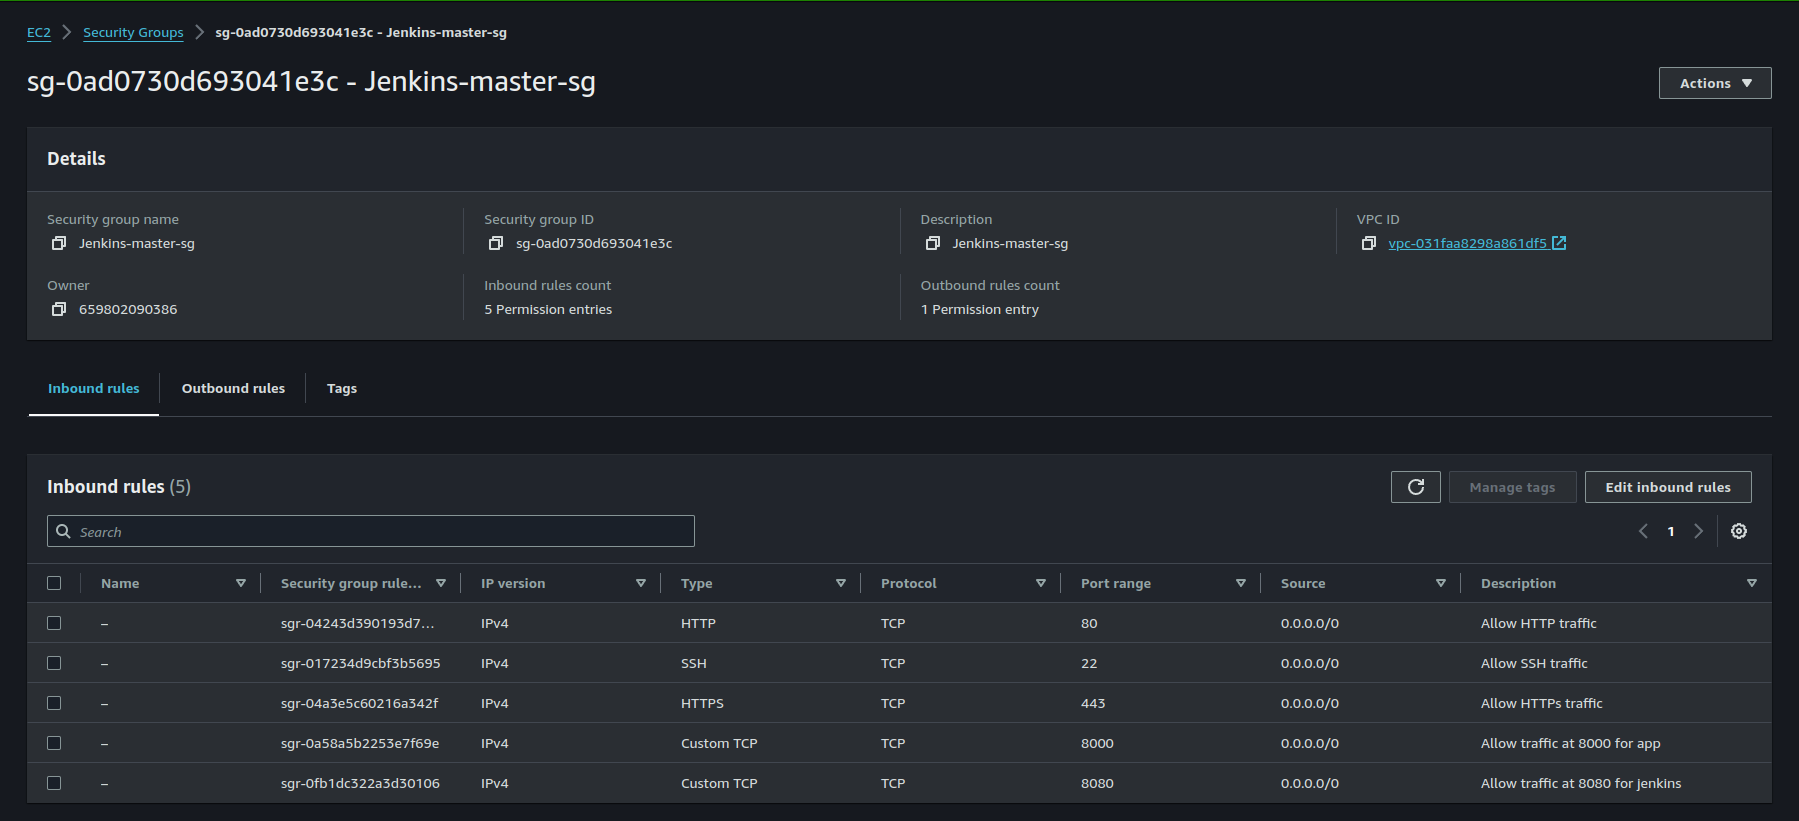 EC2 > Security Groups > sg-0ad0730d693041e3c - Jenkins-master-sg
sg-0ad0730d693041e3c - Jenkins-master-sg
Actions
Details
Security group name Security group ID Description VPC ID
Jenkins-master-sg sg-0ad0730d693041e3c Jenkins-master-sg vpc-031faa8298a861df5
Owner Inbound rules count Outbound rules count
659802090386 5 Permission entries 1 Permission entry
Inbound rules Outbound rules Tags
Inbound rules (5) Manage tags Edit inbound rules
Search 1
Name Security group rule... IP version Type Protocol Port range Source Description
– sgr-04243d390193d7... IPv4 HTTP TCP 80 0.0.0.0/0 Allow HTTP traffic
– sgr-017234d9cbf3b5695 IPv4 SSH TCP 22 0.0.0.0/0 Allow SSH traffic
– sgr-04a3e5c60216a342f IPv4 HTTPS TCP 443 0.0.0.0/0 Allow HTTPs traffic
– sgr-0a58a5b2253e7f69e IPv4 Custom TCP TCP 8000 0.0.0.0/0 Allow traffic at 8000 for app
– sgr-0fb1dc322a3d30106 IPv4 Custom TCP TCP 8080 0.0.0.0/0 Allow traffic at 8080 for jenkins